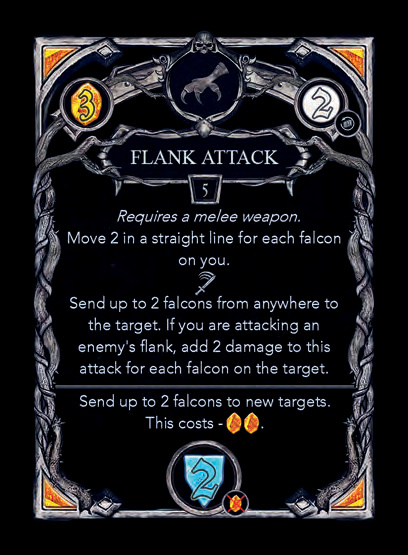 3
2
FLANK ATTACK
5
Requires a melee weapon.
Move 2 in a straight line for each falcon
on you.
Send up to 2 falcons from anywhere to
the target. If you are attacking an
enemy's flank, add 2 damage to this
attack for each falcon on the target.
Send up to 2 falcons to new targets.
This costs - .
2